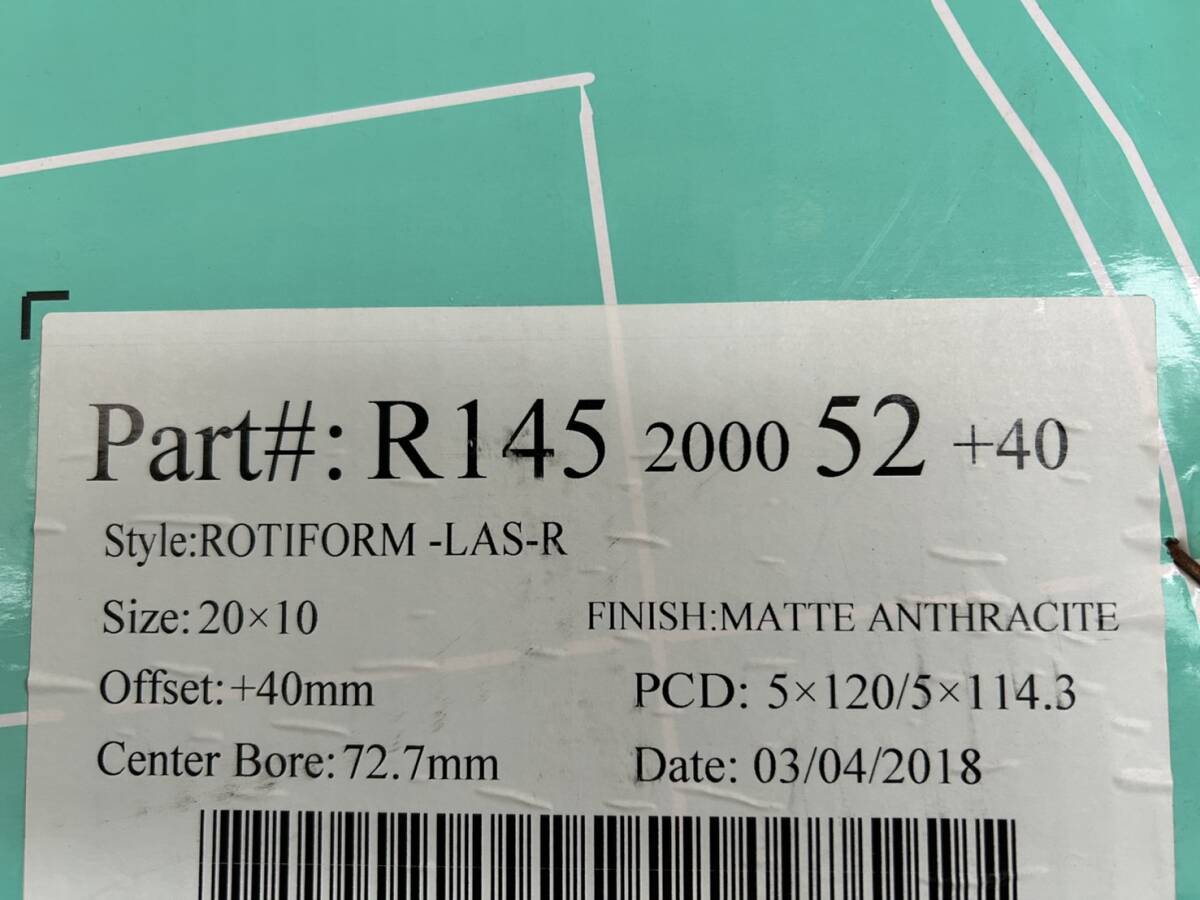 Part#: R145 2000 52 +40
Style:ROTIFORM -LAS-R
Size: 20×10 FINISH:MATTE ANTHRACITE
Offset: +40mm PCD: 5×120/5×114.3
Center Bore: 72.7mm Date: 03/04/2018